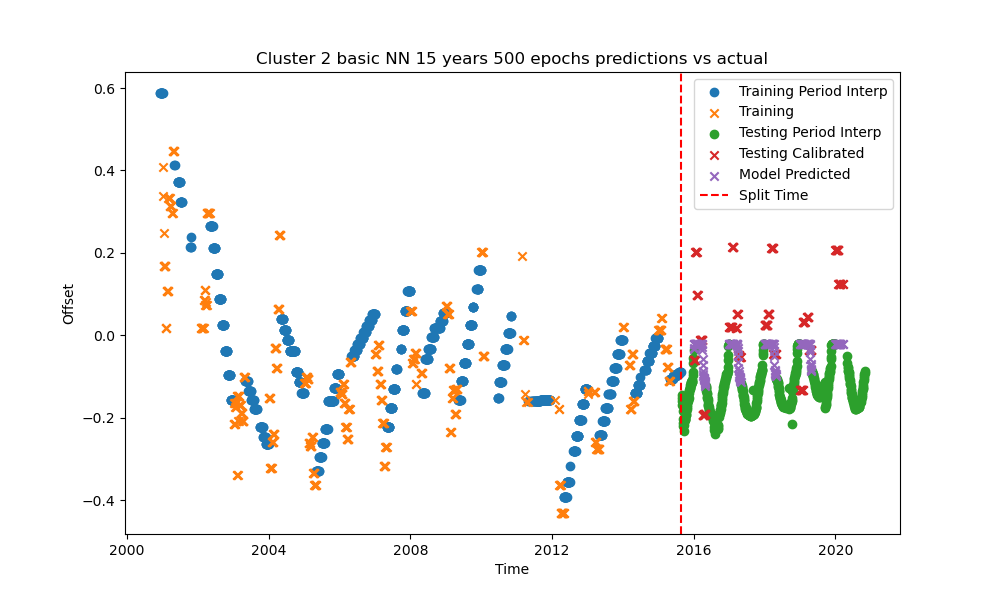 Cluster 2 basic NN 15 years 500 epochs predictions vs actual
Training Period Interp
Training
Testing Period Interp
Testing Calibrated
Model Predicted
Split Time
0.6
0.4
0.2
0.0
−0.2
−0.4
Offset
2000 2004 2008 2012 2016 2020
Time